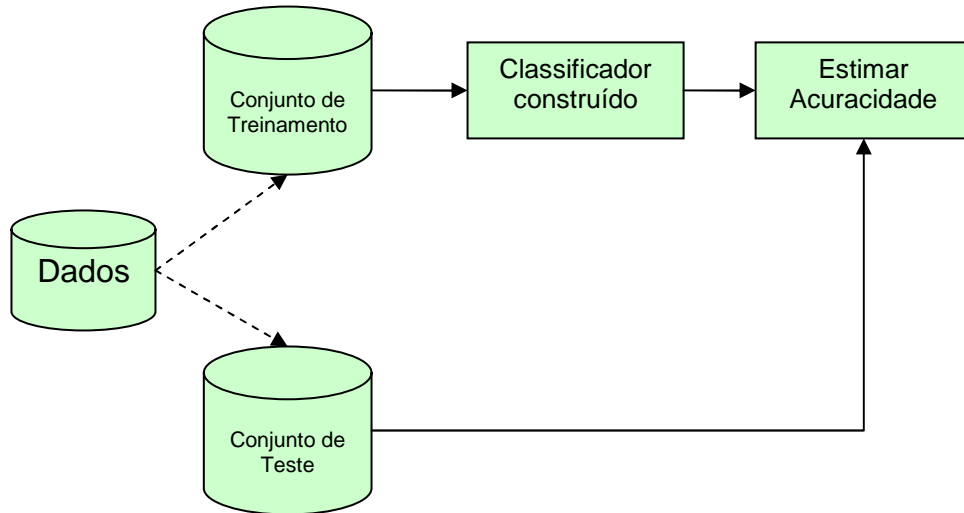 Conjunto de
Treinamento
Classificador
construído
Estimar
Acuracidade
Dados
Conjunto de
Teste